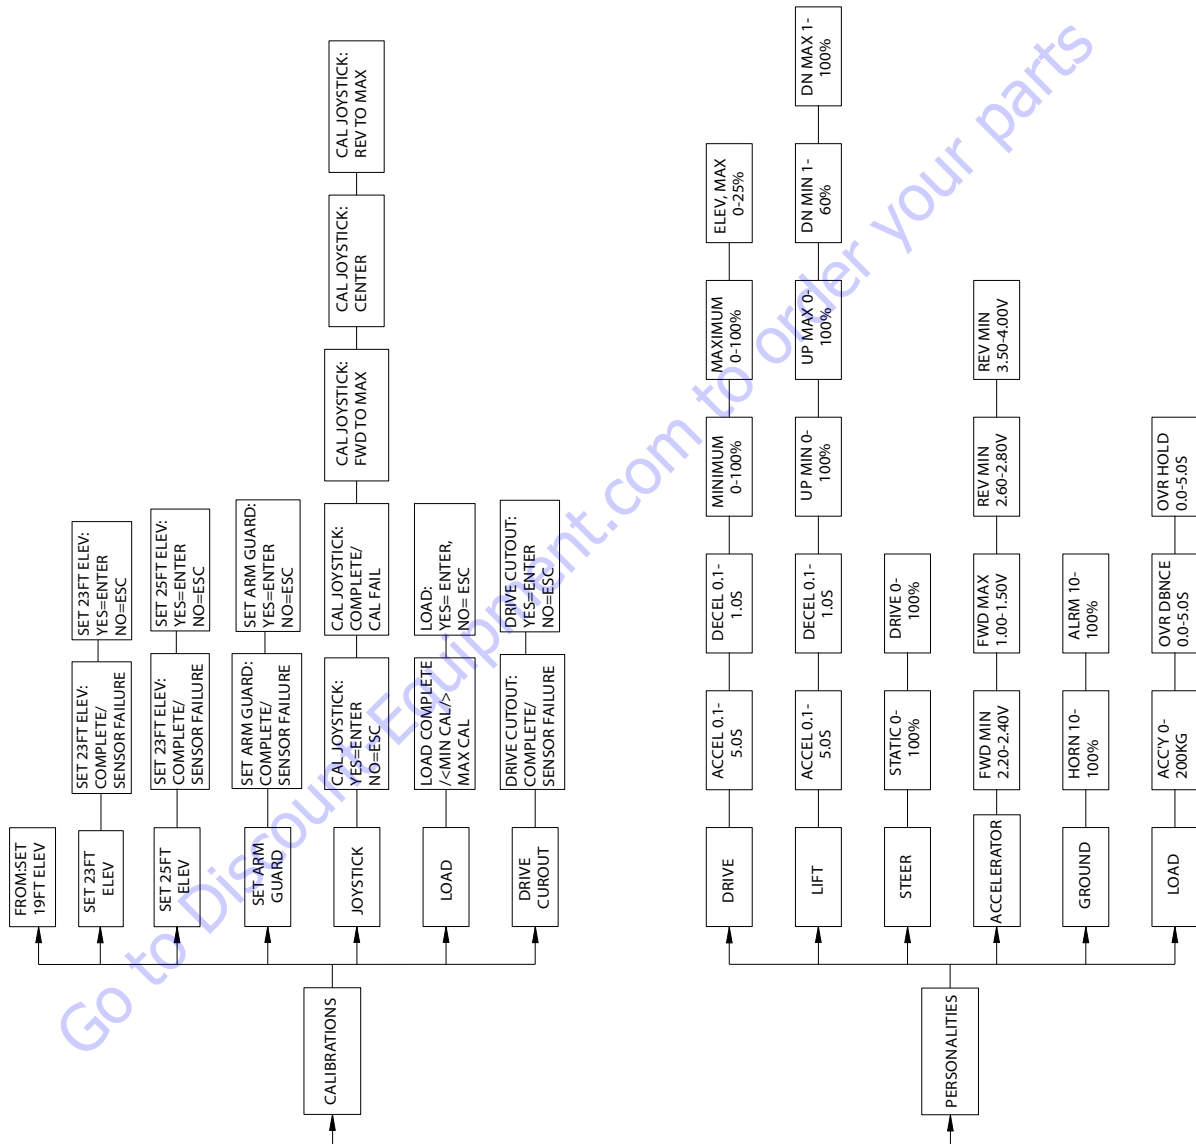 CALIBRATIONS
FROM:SET
19FT ELEV
SET 23FT
ELEV
SET 23FT ELEV:
COMPLETE/
SENSOR FAILURE
SET 23FT ELEV:
YES=ENTER
NO=ESC
SET 25FT
ELEV
SET 23FT ELEV:
COMPLETE/
SENSOR FAILURE
SET 25FT ELEV:
YES=ENTER
NO=ESC
SET ARM
GUARD
SET ARM GUARD:
COMPLETE/
SENSOR FAILURE
SET ARM GUARD:
YES=ENTER
NO=ESC
JOYSTICK
CAL JOYSTICK:
YES=ENTER
NO=ESC
CAL JOYSTICK:
COMPLETE/
CAL FAIL
CAL JOYSTICK:
FWD TO MAX
CAL JOYSTICK:
CENTER
CAL JOYSTICK:
REV TO MAX
LOAD
LOAD COMPLETE
/<MIN CAL/>
MAX CAL
LOAD:
YES= ENTER,
NO= ESC
DRIVE
CUROUT
DRIVE CUTOUT:
COMPLETE/
SENSOR FAILURE
DRIVE CUTOUT:
YES=ENTER
NO=ESC
PERSONALITIES
DRIVE
ACCEL 0.1-
5.0S
DECEL 0.1-
1.0S
MINIMUM
0-100%
MAXIMUM
0-100%
ELEV, MAX
0-25%
LIFT
ACCEL 0.1-
5.0S
DECEL 0.1-
1.0S
UP MIN 0-
100%
UP MAX 0-
100%
DN MIN 1-
60%
DN MAX 1-
100%
STEER
STATIC 0-
100%
DRIVE 0-
100%
ACCELERATOR
FWD MIN
2.20-2.40V
FWD MAX
1.00-1.50V
REV MIN
2.60-2.80V
REV MIN
3.50-4.00V
GROUND
HORN 10-
100%
ALRM 10-
100%
LOAD
ACC'Y 0-
200KG
OVR DBNCE
0.0-5.0S
OVR HOLD
0.0-5.0S
Go to Discount-Equipment.com to order your parts